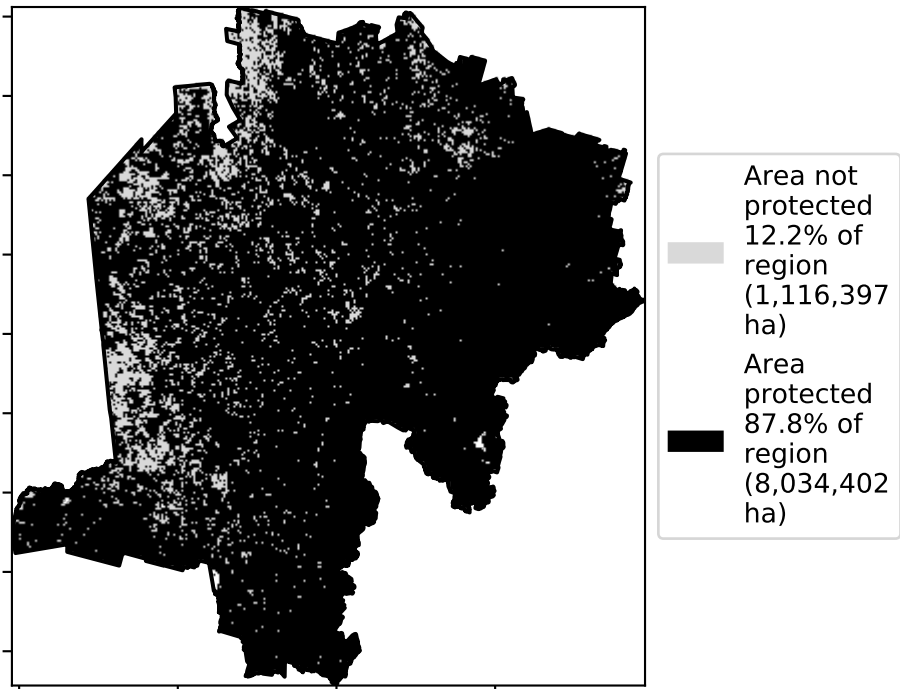 Area not
protected
12.2% of
region
(1,116,397
ha)
Area
protected
87.8% of
region
(8,034,402
ha)